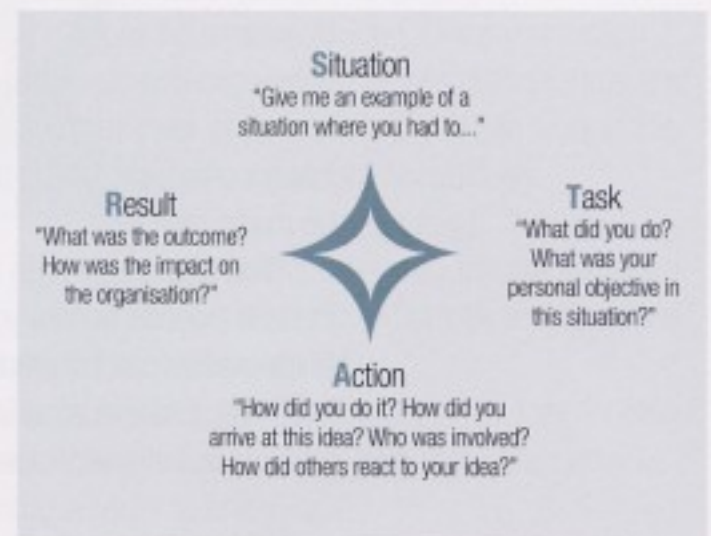 Situation
"Give me an example of a
situation where you had to..."
Task
"What did you do?
What was your
personal objective in
this situation?"
Action
"How did you do it? How did you
arrive at this idea? Who was involved?
How did others react to your idea?"
Result
"What was the outcome?
How was the impact on
the organisation?"